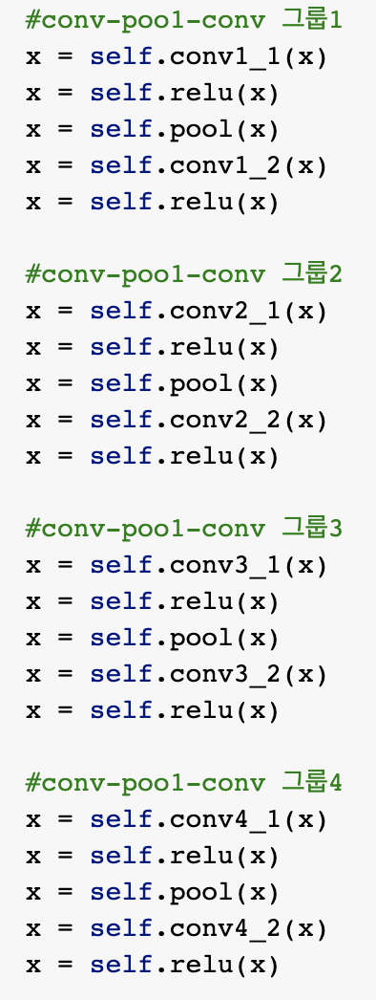 #conv-poo1-conv 그룹1
x = self.conv1_1(x)
x = self.relu(x)
x = self.pool(x)
x = self.conv1_2(x)
x = self.relu(x)
#conv-poo1-conv 그룹2
x = self.conv2_1(x)
x = self.relu(x)
x = self.pool(x)
x = self.conv2_2(x)
x = self.relu(x)
#conv-poo1-conv 그룹3
x = self.conv3_1(x)
x = self.relu(x)
x = self.pool(x)
x = self.conv3_2(x)
x = self.relu(x)
#conv-poo1-conv 그룹4
x = self.conv4_1(x)
x = self.relu(x)
x = self.pool(x)
x = self.conv4_2(x)
x = self.relu(x)